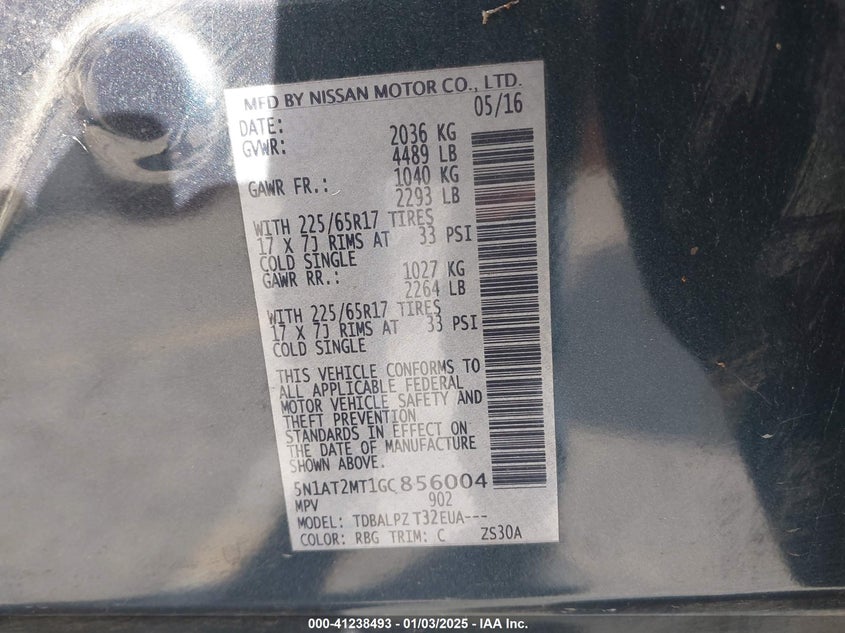 MFD BY NISSAN MOTOR CO., LTD.
DATE: 05/16
GVWR: 2036 KG
4489 LB
GAWR FR.: 1040 KG
2293 LB
WITH 225/65R17 TIRES
17 X 7J RIMS AT 33 PSI
COLD SINGLE
GAWR RR.: 1027 KG
2264 LB
WITH 225/65R17 TIRES
17 X 7J RIMS AT 33 PSI
COLD SINGLE
THIS VEHICLE CONFORMS TO
ALL APPLICABLE FEDERAL
MOTOR VEHICLE SAFETY AND
THEFT PREVENTION
STANDARDS IN EFFECT ON
THE DATE OF MANUFACTURE
SHOWN ABOVE.
5N1AT2MT1GC856004
MPV 902
MODEL: TDBALPZ T32EUA---
COLOR: RBG TRIM: C ZS30A
000-41238493 - 01/03/2025 - IAA Inc.